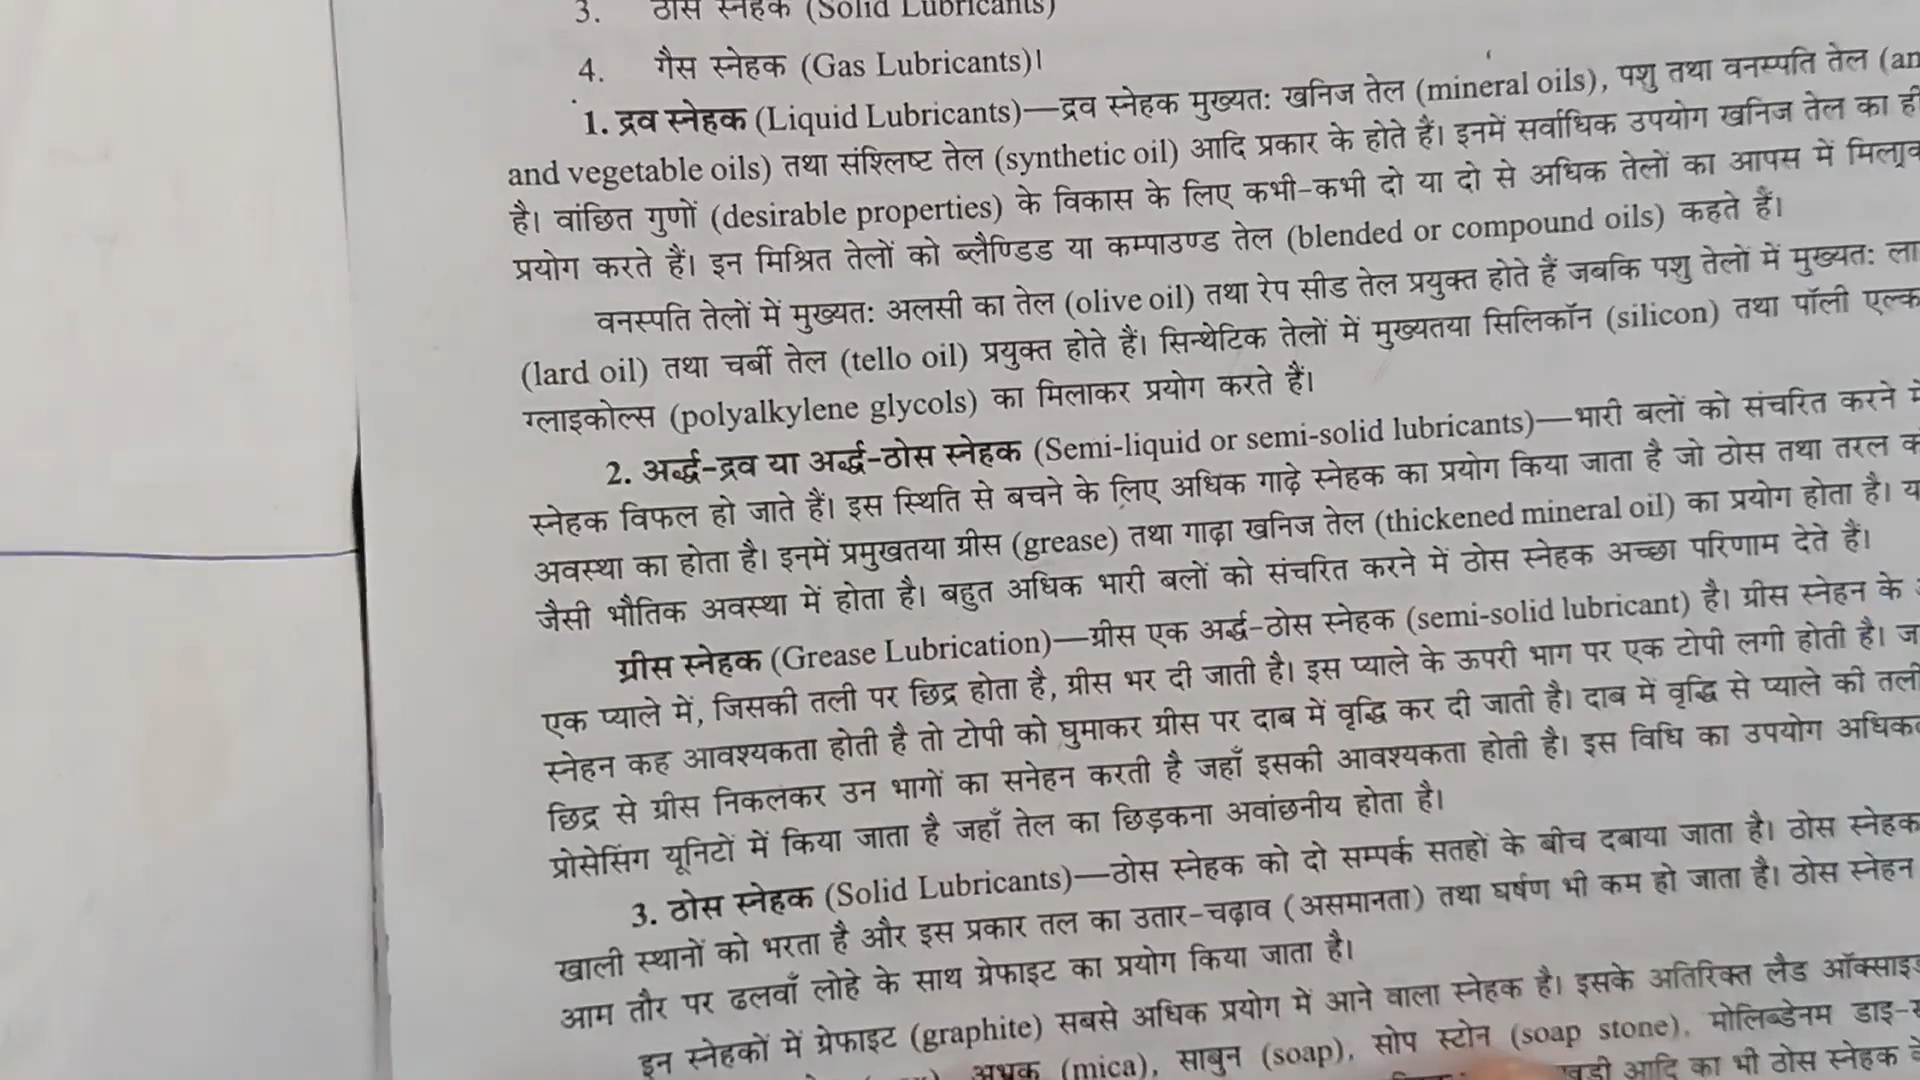 3. ठोस स्नेहक (Solid Lubricants)
4. गैस स्नेहक (Gas Lubricants)।
1. द्रव स्नेहक (Liquid Lubricants)—द्रव स्नेहक मुख्यतः खनिज तेल (mineral oils), पशु तथा वनस्पति तेल (an
and vegetable oils) तथा संश्लिष्ट तेल (synthetic oil) आदि प्रकार के होते हैं। इनमें सर्वाधिक उपयोग खनिज तेल का ही
है। वांछित गुणों (desirable properties) के विकास के लिए कभी-कभी दो या दो से अधिक तेलों का आपस में
प्रयोग करते हैं। इन मिश्रित तेलों को ब्लैण्डिड या कम्पाउण्ड तेल (blended or compound oils) कहते हैं।
वनस्पति तेलों में मुख्यतः अलसी का तेल (olive oil) तथा रेप सीड तेल प्रयुक्त होते हैं जबकि पशु तेलों में मुख्यतः ला
(lard oil) तथा चर्बी तेल (tello oil) प्रयुक्त होते हैं। सिन्थेटिक तेलों में मुख्यतया सिलिकॉन (silicon) तथा पॉली एल्क
ग्लाइकोल्स (polyalkylene glycols) का मिलाकर प्रयोग करते हैं।
2. अर्द्ध-द्रव या अर्द्ध-ठोस स्नेहक (Semi-liquid or semi-solid lubricants)—भारी बलों को संचरित करने में
स्नेहक विफल हो जाते हैं। इस स्थिति से बचने के लिए अधिक गाढ़े स्नेहक का प्रयोग किया जाता है जो ठोस तथा तरल क
अवस्था का होता है। इनमें प्रमुखतया ग्रीस (grease) तथा गाढ़ा खनिज तेल (thickened mineral oil) का प्रयोग होता है। य
जैसी भौतिक अवस्था में होता है। बहुत अधिक भारी बलों को संचरित करने में ठोस स्नेहक अच्छा परिणाम देते हैं।
ग्रीस स्नेहक (Grease Lubrication)—ग्रीस एक अर्द्ध-ठोस स्नेहक (semi-solid lubricant) है। ग्रीस स्नेहन के
एक प्याले में, जिसकी तली पर छिद्र होता है, ग्रीस भर दी जाती है। इस प्याले के ऊपरी भाग पर एक टोपी लगी होती है। ज
स्नेहन कह आवश्यकता होती है तो टोपी को घुमाकर ग्रीस पर दाब में वृद्धि कर दी जाती है। दाब में वृद्धि से प्याले की तली
छिद्र से ग्रीस निकलकर उन भागों का सनेहन करती है जहाँ इसकी आवश्यकता होती है। इस विधि का उपयोग अधिक
प्रोसेसिंग यूनिटों में किया जाता है जहाँ तेल का छिड़कना अवांछनीय होता है।
3. ठोस स्नेहक (Solid Lubricants)—ठोस स्नेहक को दो सम्पर्क सतहों के बीच दबाया जाता है। ठोस स्नेहक
खाली स्थानों को भरता है और इस प्रकार तल का उतार-चढ़ाव (असमानता) तथा घर्षण भी कम हो जाता है। ठोस स्नेहन
आम तौर पर ढलवाँ लोहे के साथ ग्रेफाइट का प्रयोग किया जाता है।
इन स्नेहकों में ग्रेफाइट (graphite) सबसे अधिक प्रयोग में आने वाला स्नेहक है। इसके अतिरिक्त लैड ऑक्साइड
अभ्रक (mica), साबुन (soap), सोप स्टोन (soap stone), मोलिब्डेनम डाइ-स
आदि का भी ठोस स्नेहक के